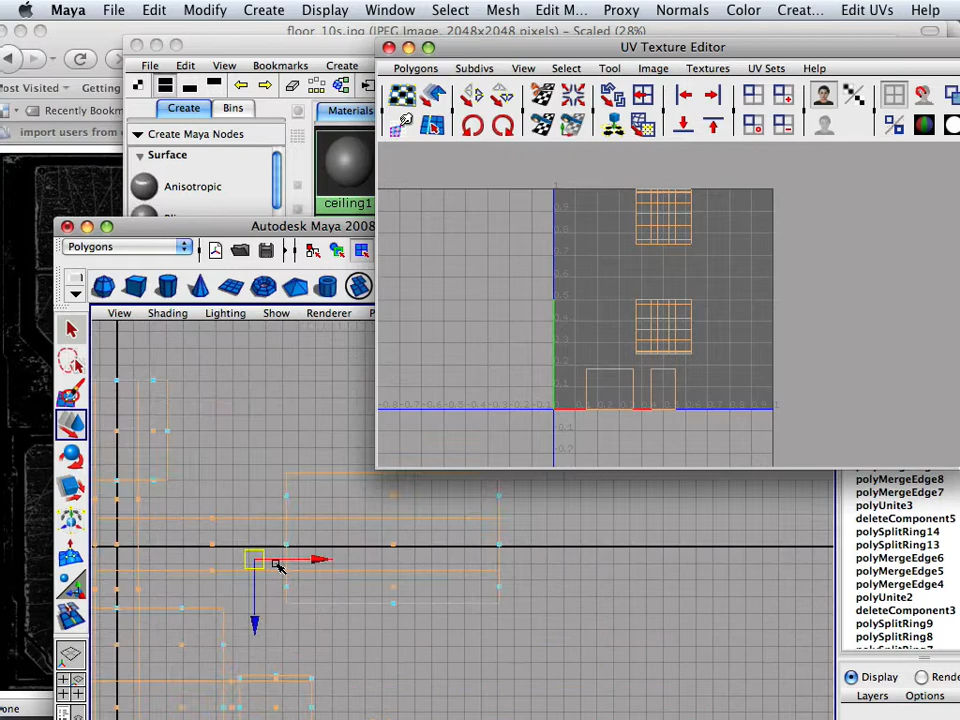 Maya File Edit Modify Create Display Window Select Mesh Edit M... Proxy Normals Color Creat... Edit UVs Help
floor_10s.jpg (JPEG Image, 2048x2048 pixels) - Scaled (28%)
UV Texture Editor
File Edit View Bookmarks Create
Polygons Subdivs View Select Tool Image Textures UV Sets Help
Most Visited Getting
Recently Bookm
import users from
Create Bins
Materials
Create Maya Nodes
Surface
Anisotropic
ceiling1
Autodesk Maya 2008
Polygons
View Shading Lighting Show Renderer
polyMergeEdge8
polyMergeEdge7
polyUnite3
deleteComponent5
polySplitRing14
polySplitRing13
polyMergeEdge6
polyMergeEdge5
polyMergeEdge4
polyUnite2
deleteComponent3
polySplitRing9
polySplitRing8
Display Rende
Layers Options
one